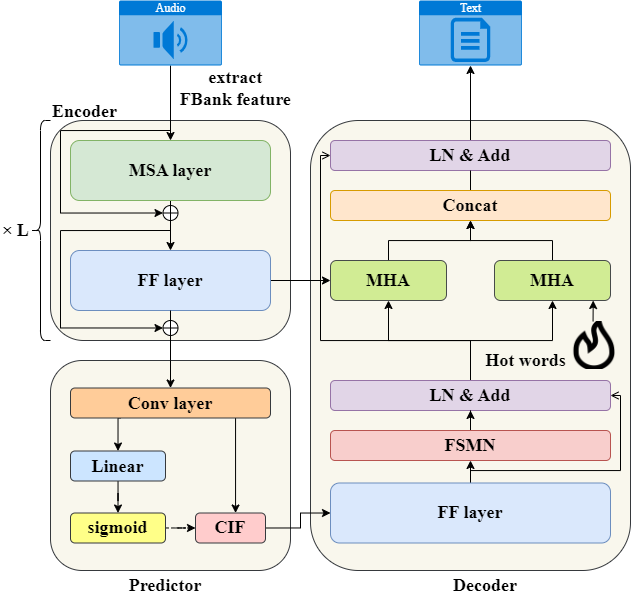 Audio
Text
extract
FBank feature
Encoder
MSA layer
× L
FF layer
LN & Add
Concat
MHA
MHA
Hot words
LN & Add
FSMN
FF layer
Conv layer
Linear
sigmoid
CIF
Predictor
Decoder